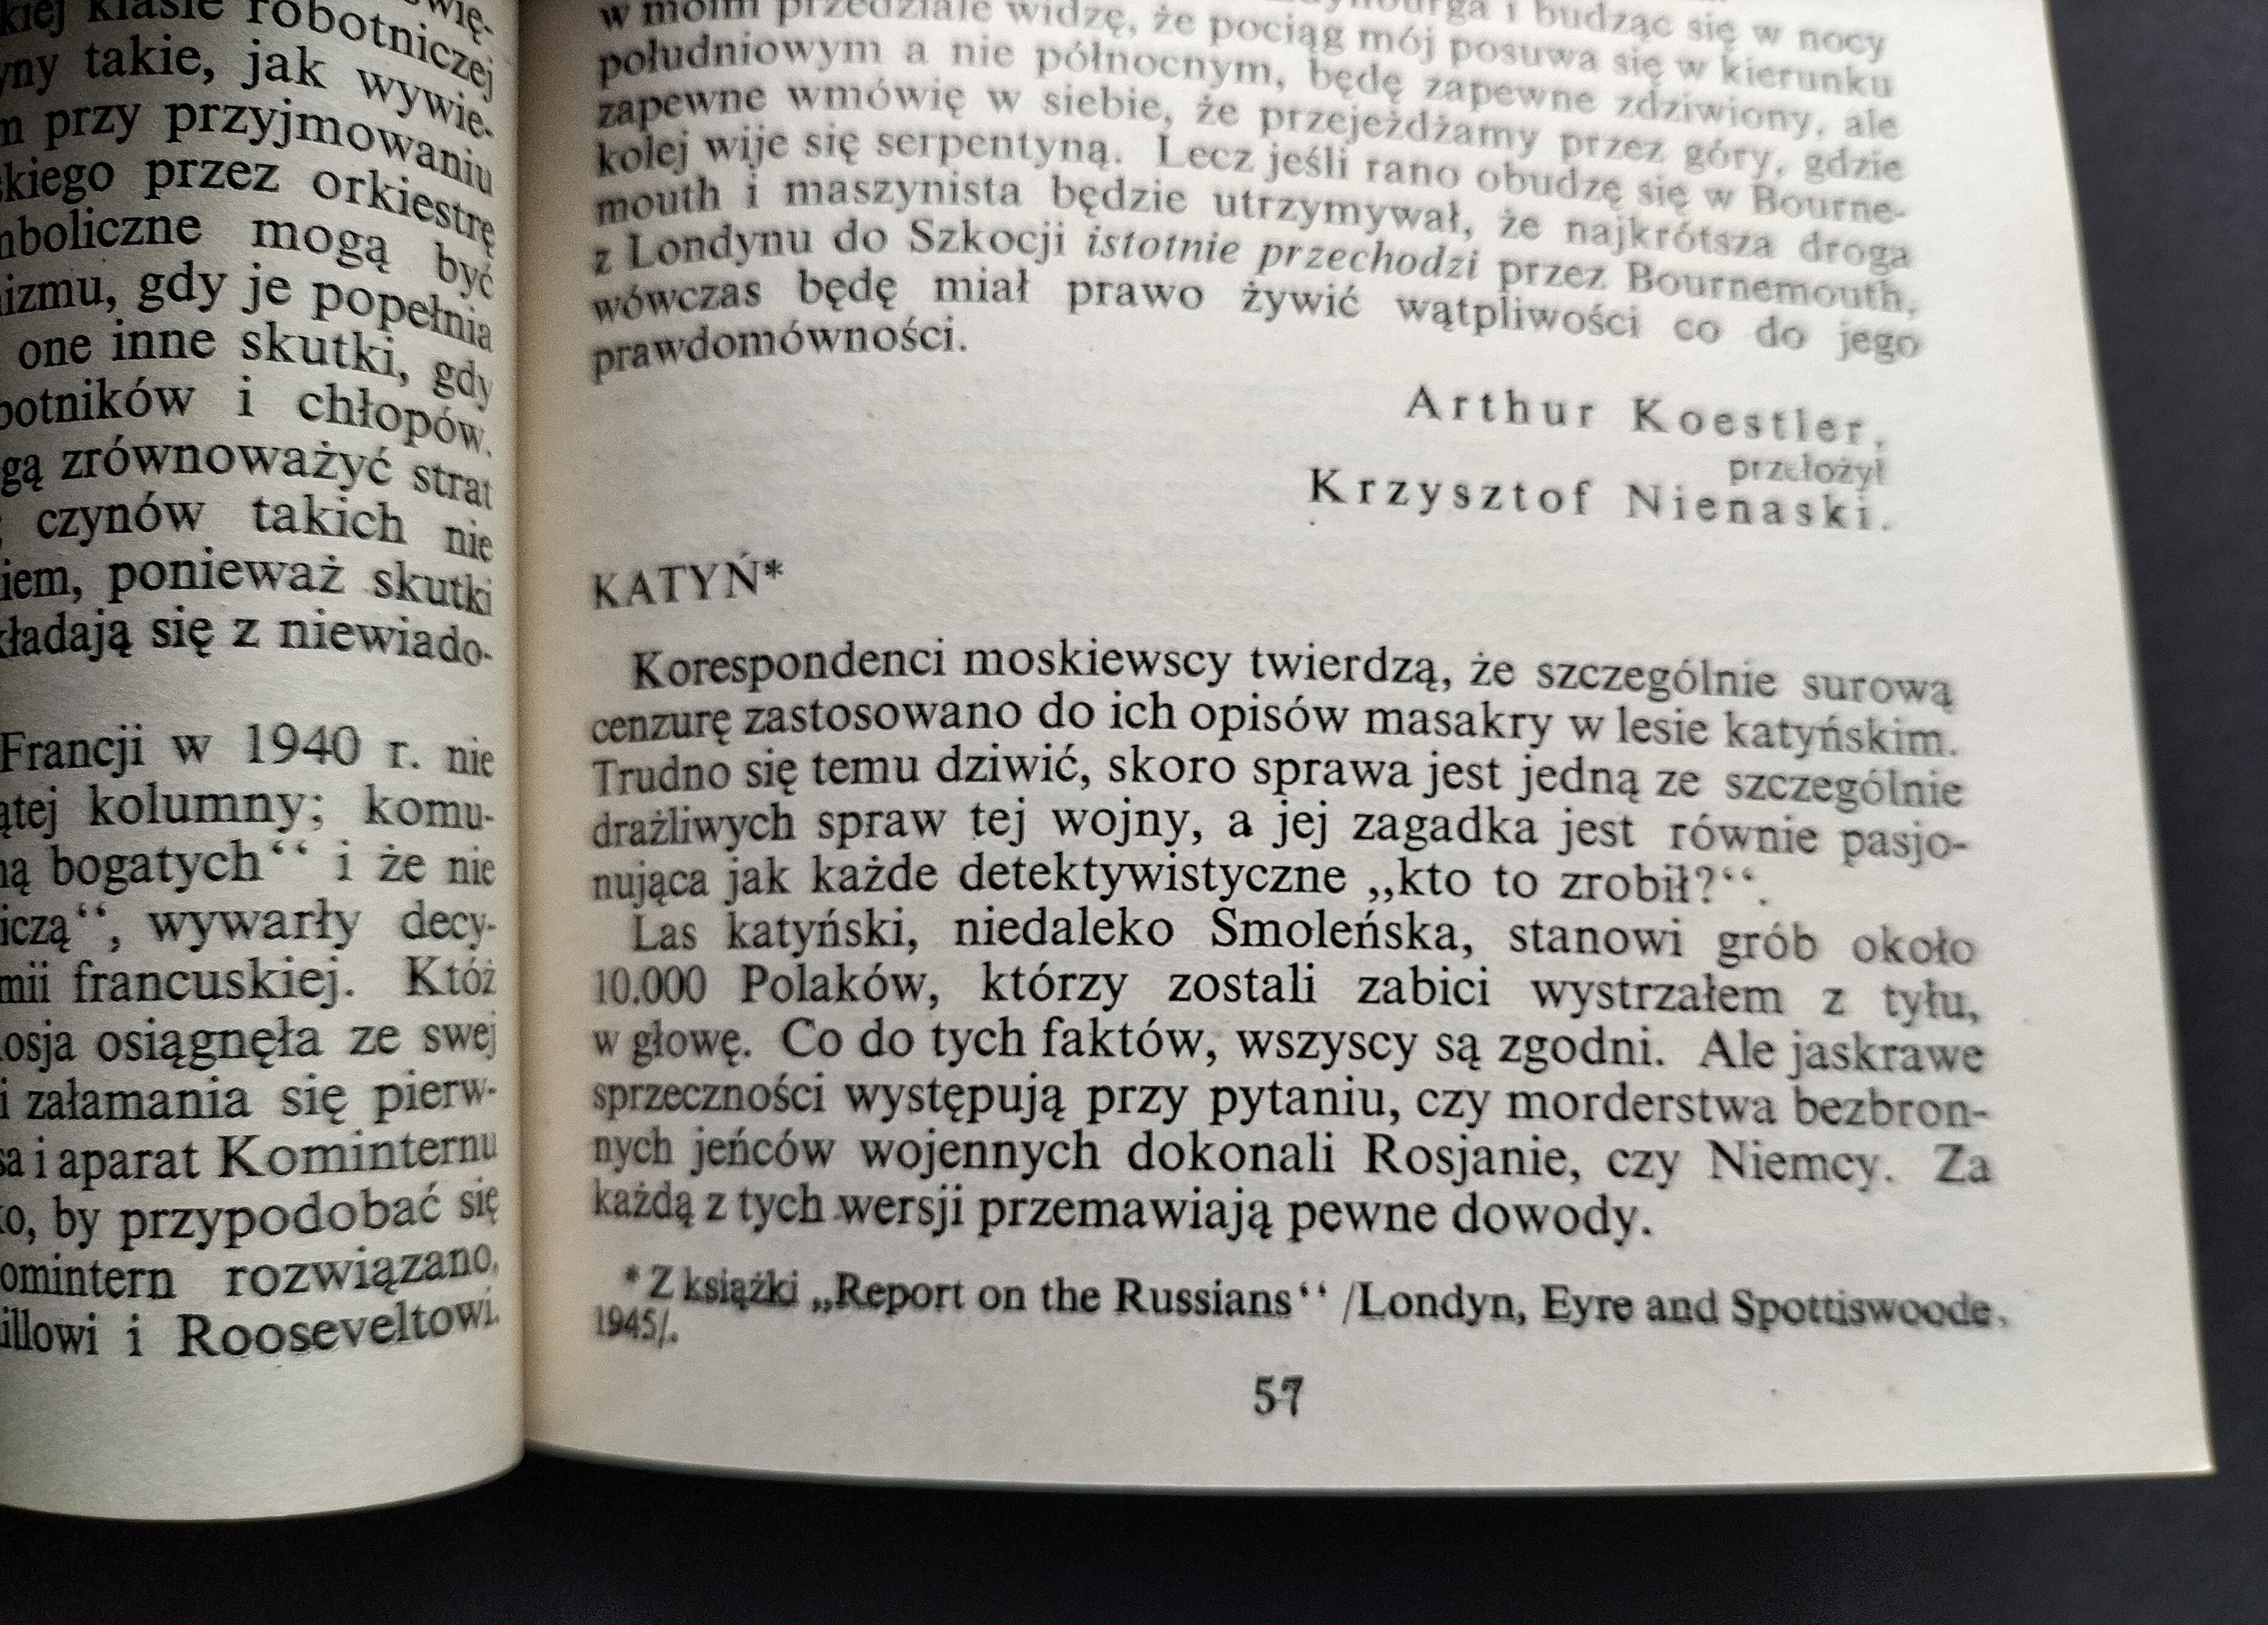 robotniczej
takie, jak wywie-
przy przyjmowaniu
przez orkiestrę
mogą być
gdy je popełnia
one inne skutki, gdy
i chłopów.
zrównoważyć strat
czynów takich nie
ponieważ skutki
się z niewiado-
Francji w 1940 r. nie
kolumny; komu-
bogatych“ i że nie
wywarły decy-
francuskiej. Któż
osiągnęła ze swej
i załamania się pierw-
i aparat Kominternu
by przypodobać się
rozwiązano,
i Rooseveltowi.
i budząc się w nocy
w moim przedziale widzę, że pociąg mój posuwa się w kierunku
południowym a nie północnym, będę zapewne zdziwiony, ale
zapewne wmówię w siebie, że przejeżdżamy przez góry, gdzie
kolej wije się serpentyną. Lecz jeśli rano obudzę się w Bourne-
mouth i maszynista będzie utrzymywał, że najkrótsza droga
z Londynu do Szkocji istotnie przechodzi przez Bournemouth,
wówczas będę miał prawo żywić wątpliwości co do jego
prawdomówności.
Arthur Koestler,
przełożył
Krzysztof Nienaski.
KATYŃ*
Korespondenci moskiewscy twierdzą, że szczególnie surową
cenzurę zastosowano do ich opisów masakry w lesie katyńskim.
Trudno się temu dziwić, skoro sprawa jest jedną ze szczególnie
drażliwych spraw tej wojny, a jej zagadka jest równie pasjo-
nująca jak każde detektywistyczne „kto to zrobił?“.
Las katyński, niedaleko Smoleńska, stanowi grób około
10.000 Polaków, którzy zostali zabici wystrzałem z tyłu,
w głowę. Co do tych faktów, wszyscy są zgodni. Ale jaskrawe
sprzeczności występują przy pytaniu, czy morderstwa bezbron-
nych jeńców wojennych dokonali Rosjanie, czy Niemcy. Za
każdą z tych wersji przemawiają pewne dowody.
* Z książki „Report on the Russians“ /Londyn, Eyre and Spottiswoode,
1945/.
57